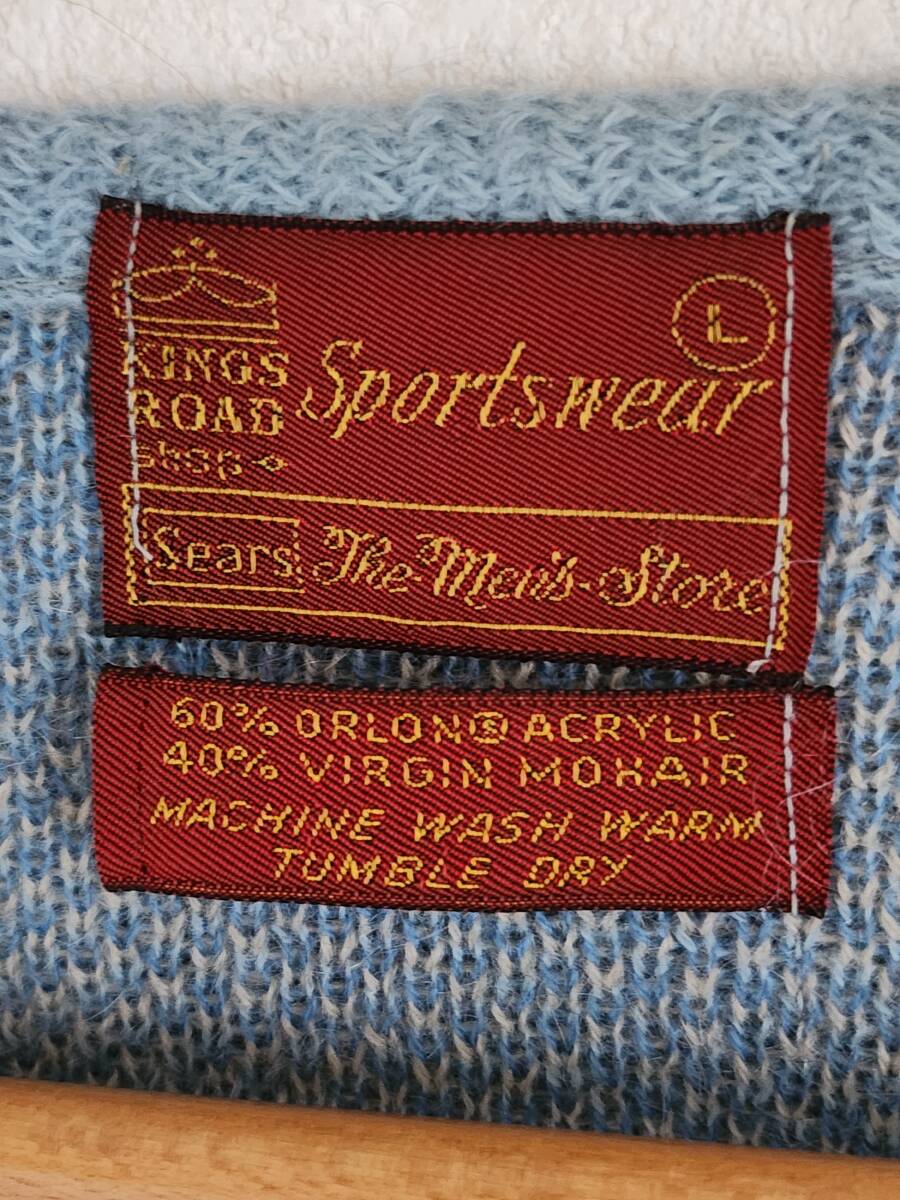 L
KINGS
ROAD
shop
Sportswear
Sears The Men's Store
60% ORLON® ACRYLIC
40% VIRGIN MOHAIR
MACHINE WASH WARM
TUMBLE DRY